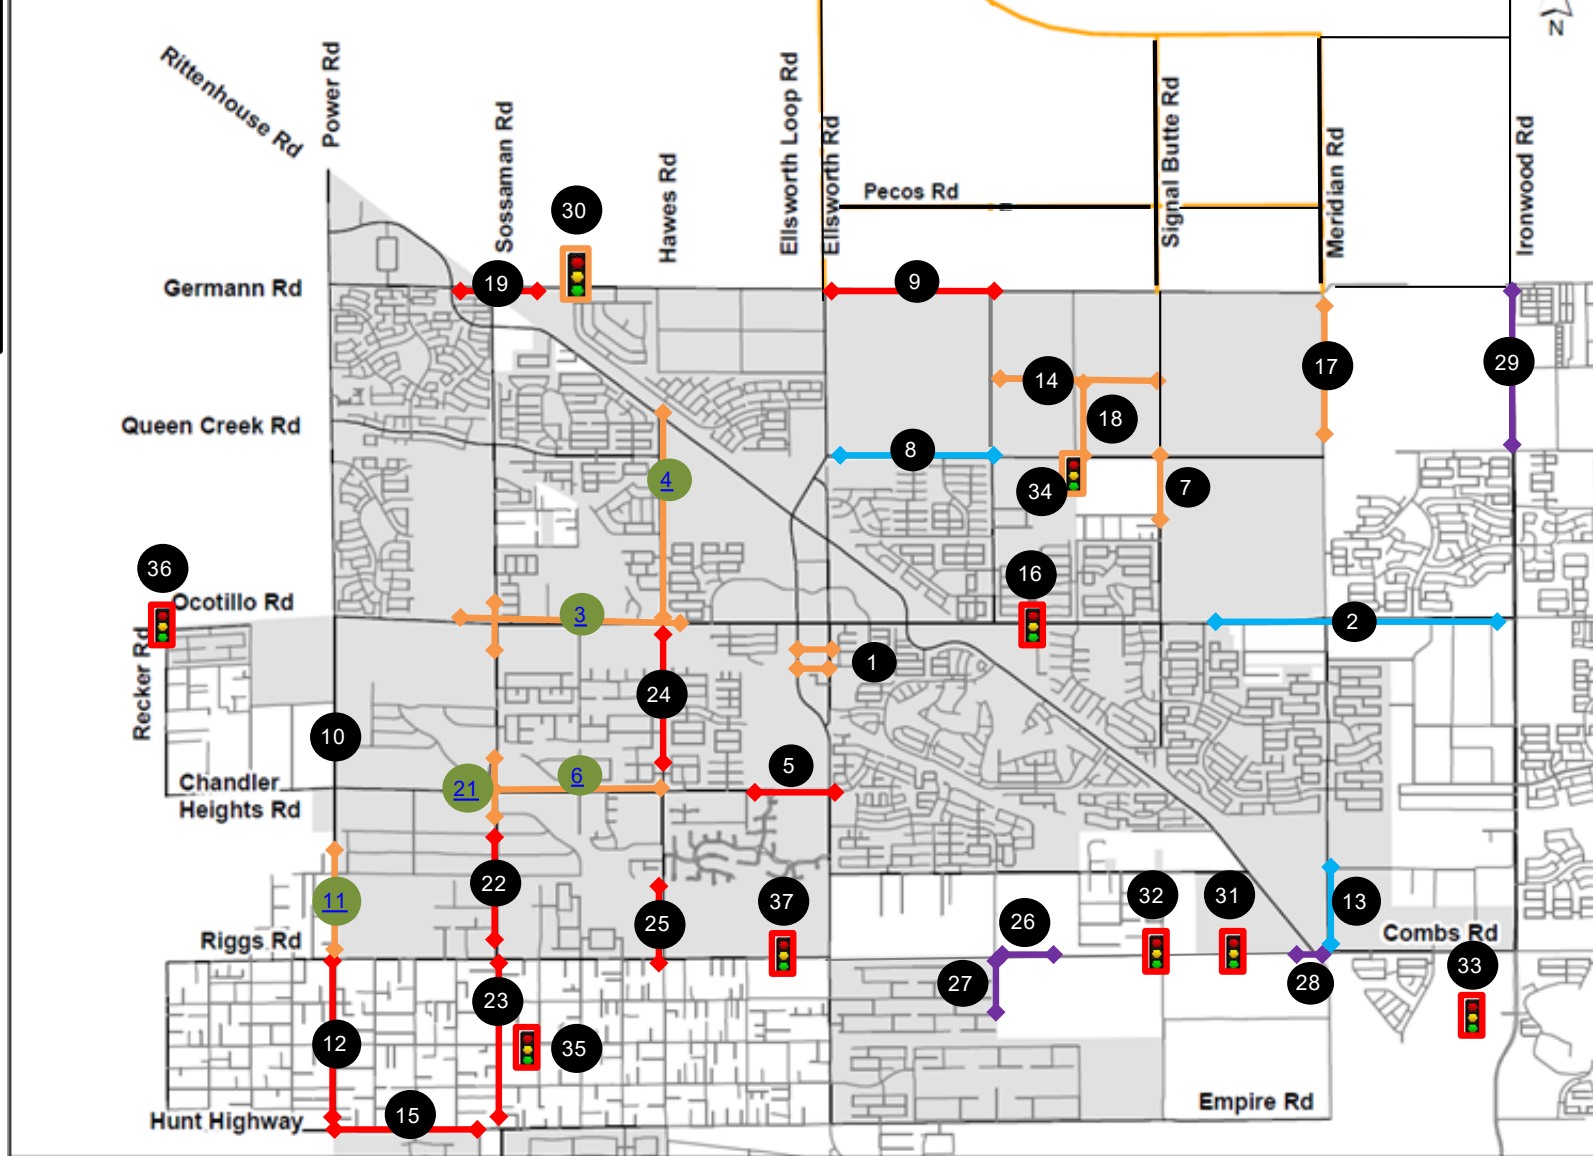 N
Rittenhouse Rd
Power Rd
Sossaman Rd
Hawes Rd
Ellsworth Loop Rd
Ellsworth Rd
Signal Butte Rd
Meridian Rd
Ironwood Rd
Pecos Rd
30
Germann Rd
19
9
14
17
29
18
Queen Creek Rd
8
4
34
7
36
16
Ocotillo Rd
3
2
Recker Rd
1
24
10
5
Chandler
Heights Rd
21
6
22
11
37
32
31
13
25
26
Riggs Rd
Combs Rd
33
27
28
23
12
35
15
Hunt Highway
Empire Rd